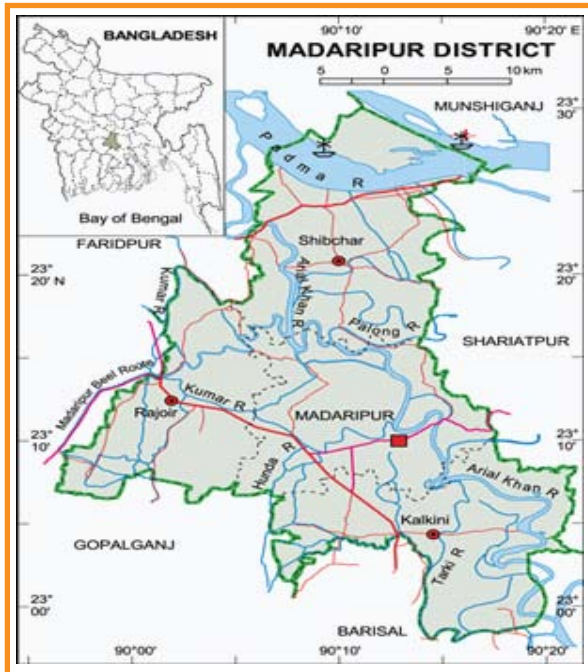 BANGLADESH
Bay of Bengal
MADARIPUR DISTRICT
5 0 5 10 km
90°10' 90°20' E
23° 30'
MUNSHIGANJ
Padma R
FARIDPUR
23° 20' N
Shibchar
23° 20'
Kumar R
Arial Khan R
Palong R
SHARIATPUR
Madaripur Beel Route
Kumar R
Rajoir
MADARIPUR
23° 10'
23° 10'
Hunda R
Arial Khan R
GOPALGANJ
Kalkini
Tarki R
23° 00'
23° 00'
BARISAL
90°00' 90°10' 90°20'